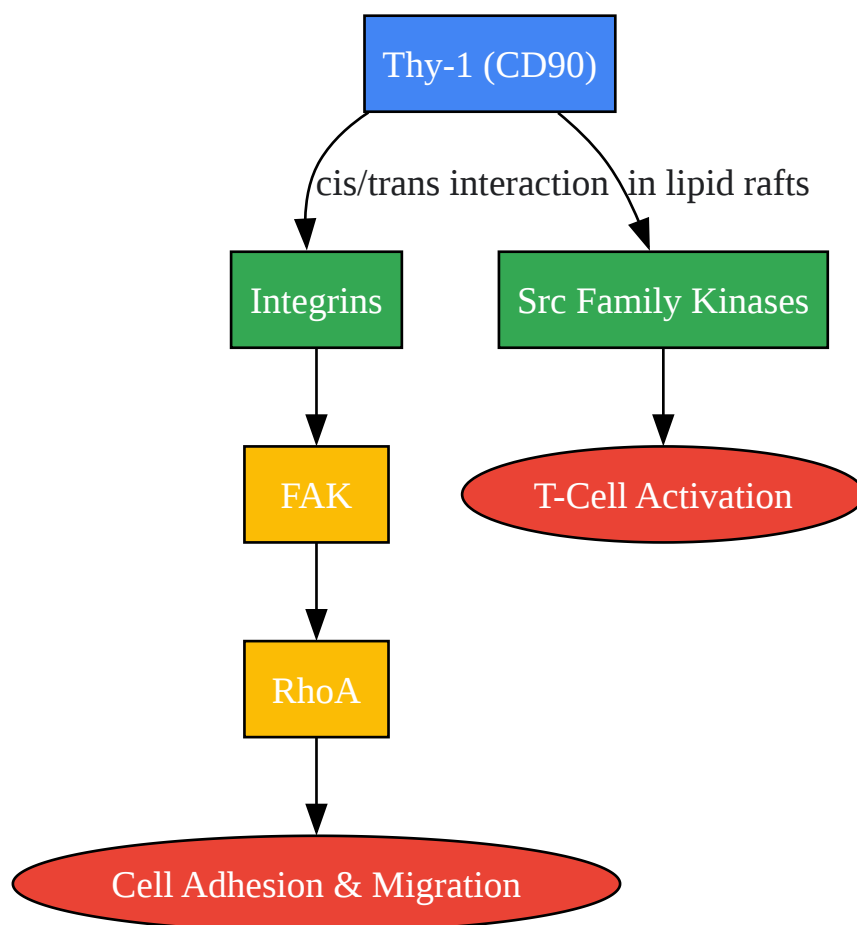 Thy-1 (CD90)
cis/trans interaction
in lipid rafts
Integrins
Src Family Kinases
FAK
T-Cell Activation
RhoA
Cell Adhesion & Migration